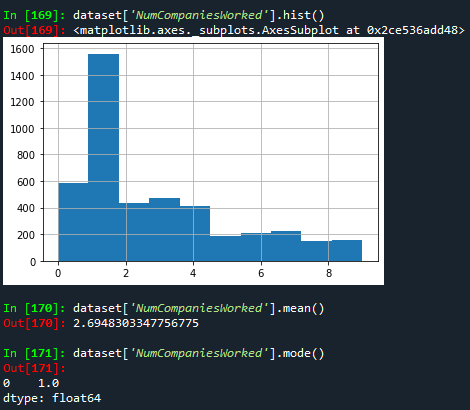 In [169]: dataset['NumCompaniesWorked'].hist()
Out[169]: <matplotlib.axes._subplots.AxesSubplot at 0x2ce536add48>
1600
1400
1200
1000
800
600
400
200
0
0 2 4 6 8
In [170]: dataset['NumCompaniesWorked'].mean()
Out[170]: 2.6948303347756775
In [171]: dataset['NumCompaniesWorked'].mode()
Out[171]:
0    1.0
dtype: float64